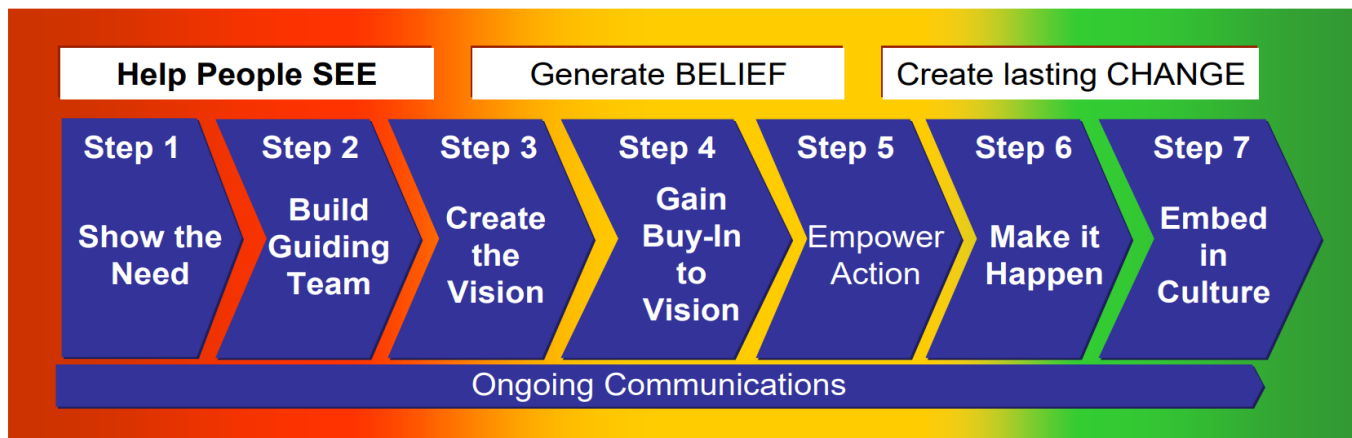 Help People SEE
Generate BELIEF
Create lasting CHANGE
Step 1
Show the
Need
Step 2
Build
Guiding
Team
Step 3
Create
the
Vision
Step 4
Gain
Buy-In
to
Vision
Step 5
Empower
Action
Step 6
Make it
Happen
Step 7
Embed
in
Culture
Ongoing Communications